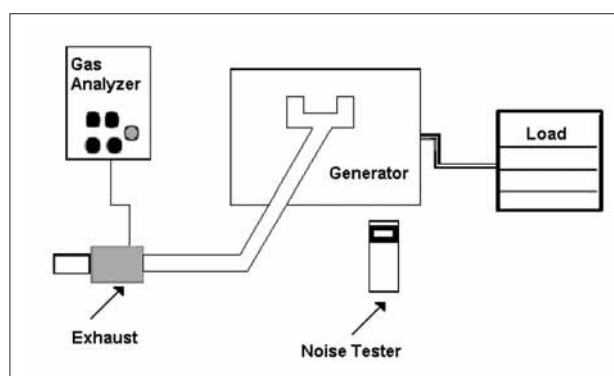 Gas
Analyzer
Load
Generator
Exhaust
Noise Tester